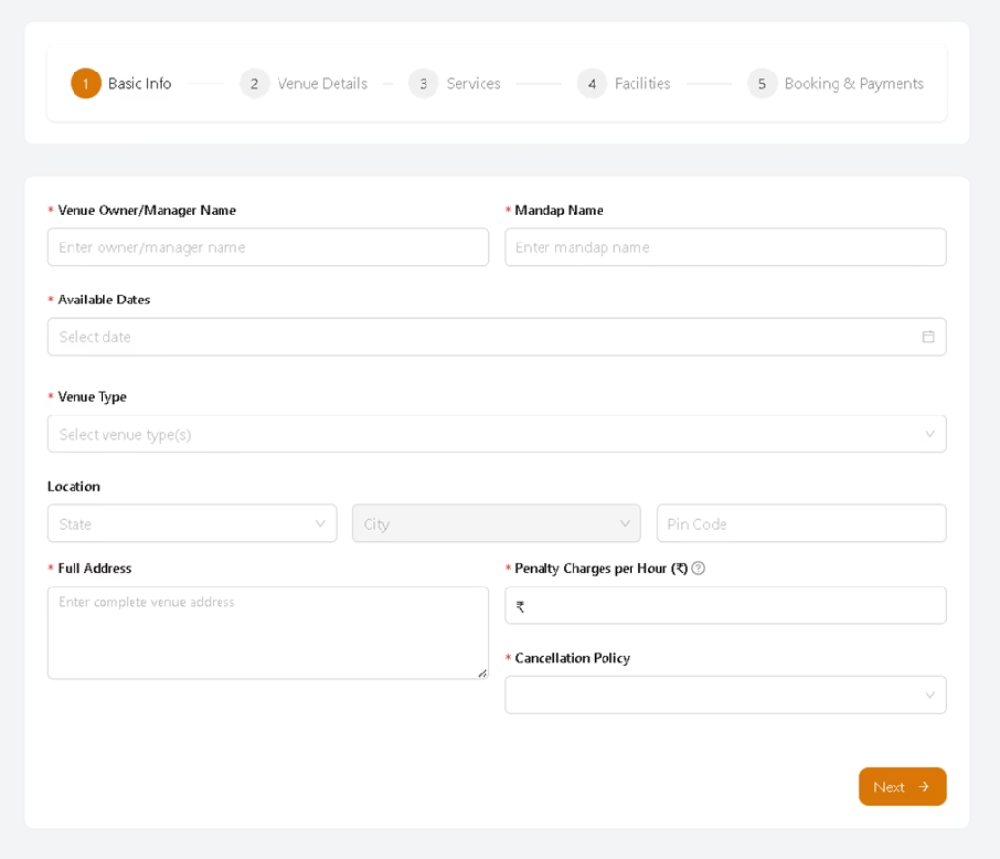 1 Basic Info 2 Venue Details 3 Services 4 Facilities 5 Booking & Payments
* Venue Owner/Manager Name * Mandap Name
Enter owner/manager name Enter mandap name
* Available Dates
Select date
* Venue Type
Select venue type(s)
Location
State City Pin Code
* Full Address * Penalty Charges per Hour (₹) ?
Enter complete venue address ₹
* Cancellation Policy
Next →